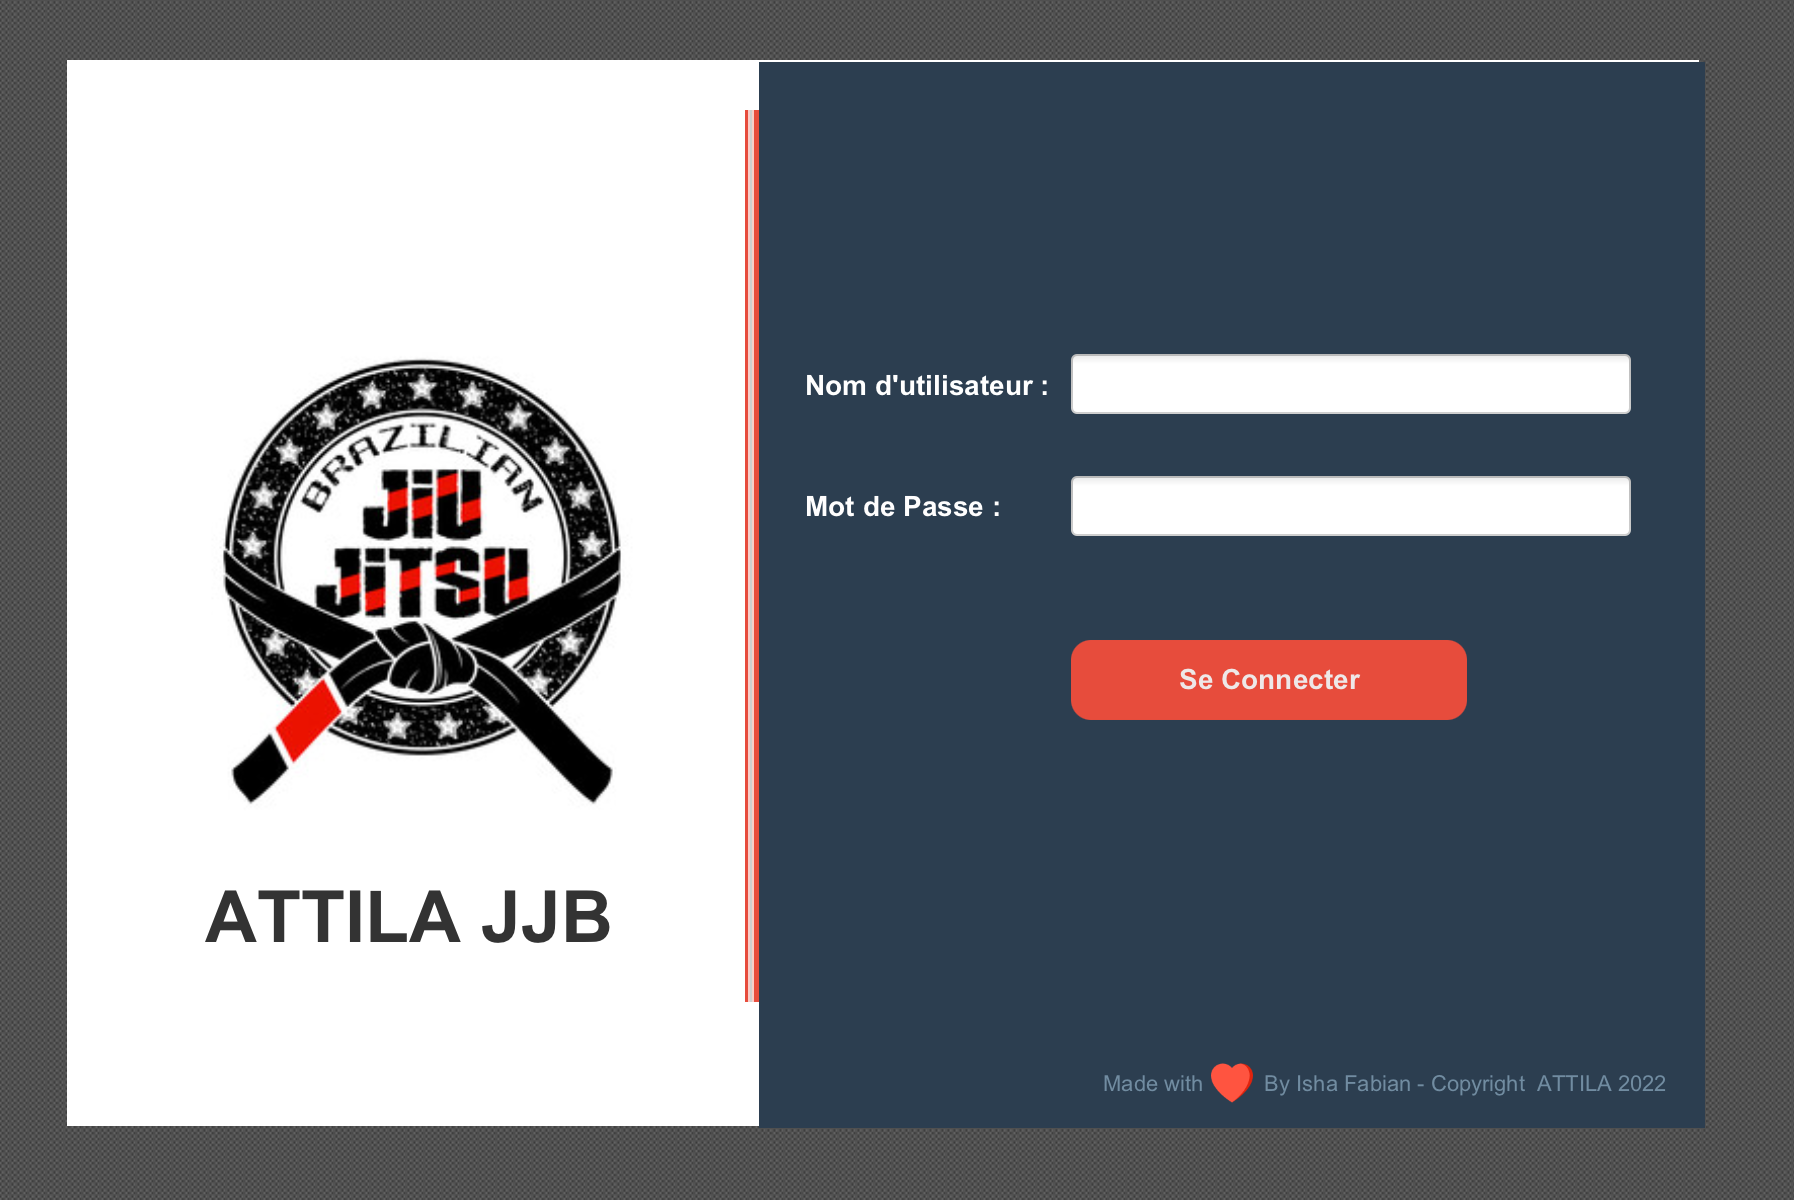 BRAZILIAN
JiU
JiTSU
ATTILA JJB
Nom d'utilisateur :
Mot de Passe :
Se Connecter
Made with By Isha Fabian - Copyright ATTILA 2022